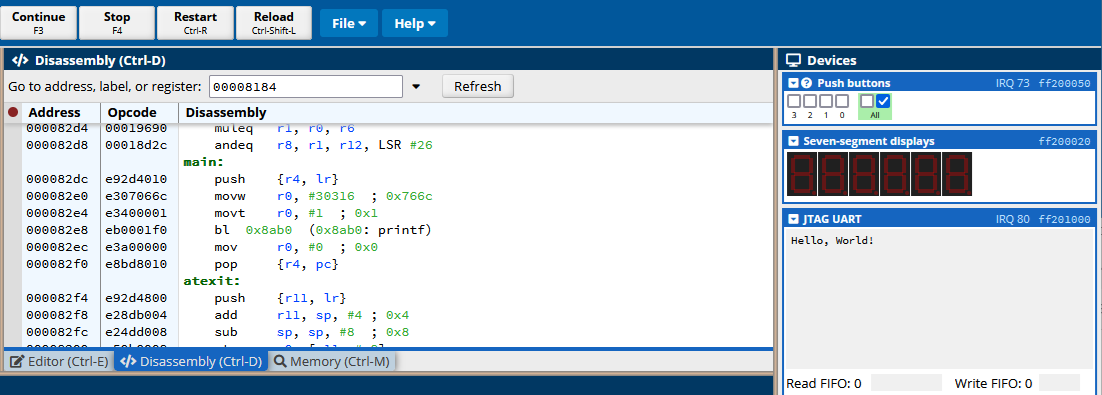 Continue Stop Restart Reload File Help
F3 F4 Ctrl-R Ctrl-Shift-L
Disassembly (Ctrl-D)
Go to address, label, or register: 00008184 Refresh
Address Opcode Disassembly
000082d4 00019690 muleq r1, r0, r6
000082d8 00018d2c andeq r8, r1, r12, LSR #26
main:
000082dc e92d4010 push {r4, lr}
000082e0 e307066c movw r0, #30316 ; 0x766c
000082e4 e3400001 movt r0, #1 ; 0x1
000082e8 eb0001f0 bl 0x8ab0 (0x8ab0: printf)
000082ec e3a00000 mov r0, #0 ; 0x0
000082f0 e8bd8010 pop {r4, pc}
atexit:
000082f4 e92d4800 push {r11, lr}
000082f8 e28db004 add r11, sp, #4 ; 0x4
000082fc e24dd008 sub sp, sp, #8 ; 0x8
Editor (Ctrl-E) Disassembly (Ctrl-D) Memory (Ctrl-M)
Devices
Push buttons IRQ 73 ff200050
3 2 1 0 All
Seven-segment displays ff200020
JTAG UART IRQ 80 ff201000
Hello, World!
Read FIFO: 0 Write FIFO: 0